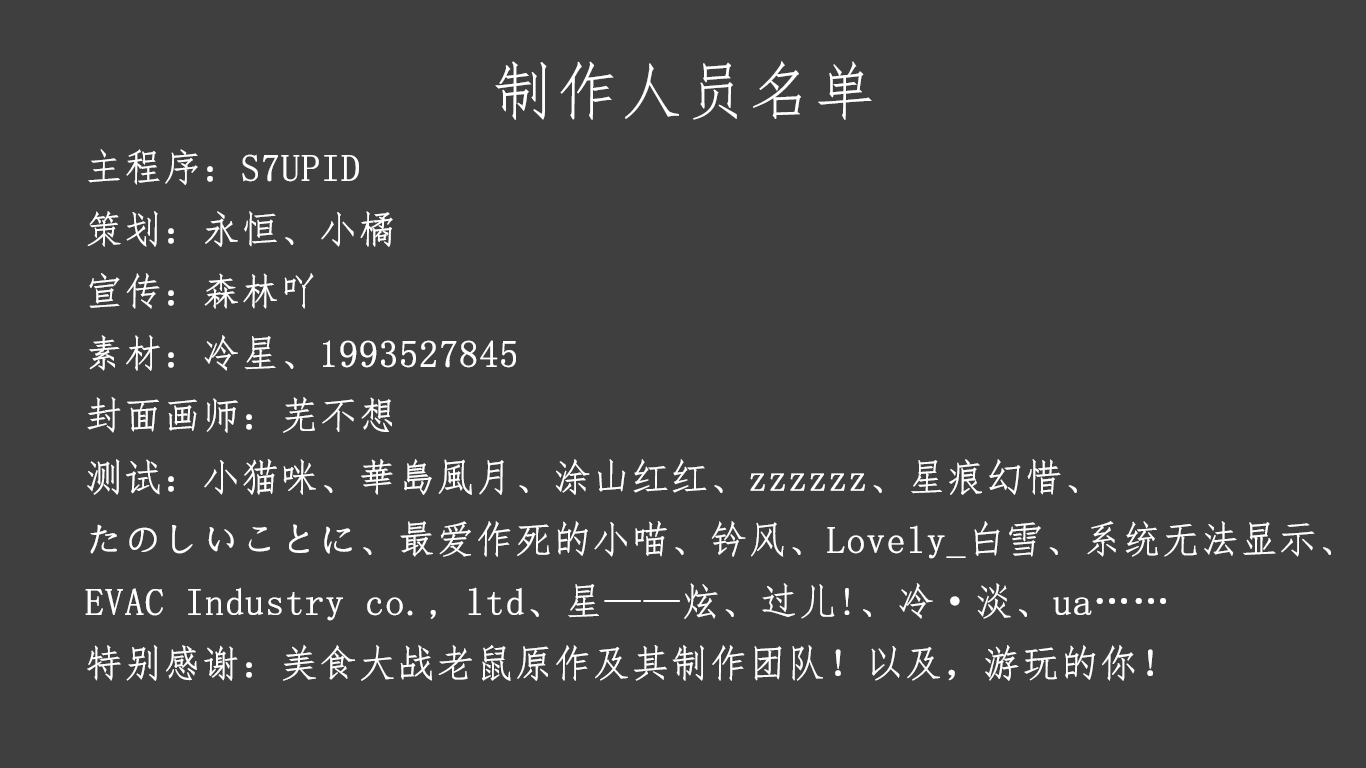 制作人员名单
主程序：S7UPID
策划：永恒、小橘
宣传：森林吖
素材：冷星、1993527845
封面画师：芜不想
测试：小猫咪、華島風月、涂山红红、zzzzzz、星痕幻惜、
たのしいことに、最爱作死的小喵、钤风、Lovely_白雪、系统无法显示、
EVAC Industry co., ltd、星——炫、过儿!、冷·淡、ua……
特别感谢：美食大战老鼠原作及其制作团队！以及，游玩的你！